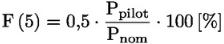 F (5) = 0,5 · P_pilot / P_nom · 100 [%]